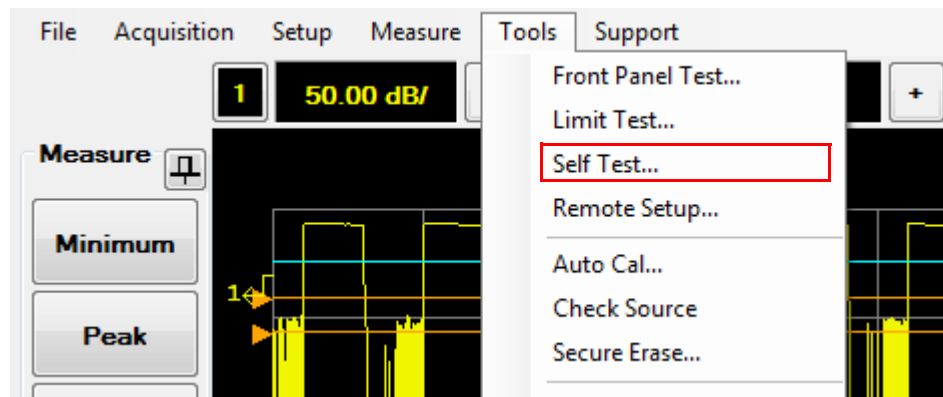 File Acquisition Setup Measure Tools Support
1 50.00 dB/ +
Front Panel Test...
Limit Test...
Self Test...
Remote Setup...
Auto Cal...
Check Source
Secure Erase...
Measure
Minimum
Peak
1